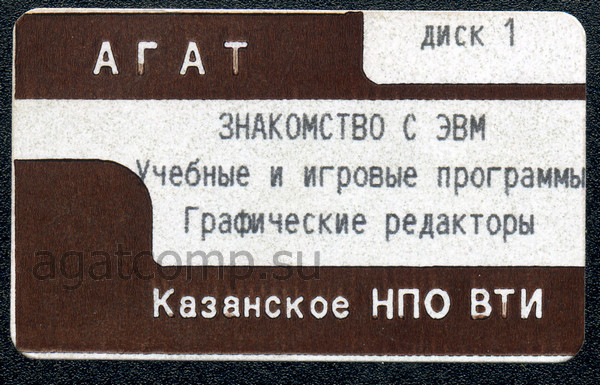 АГАТ
диск 1
ЗНАКОМСТВО С ЭВМ
Учебные и игровые программы
Графические редакторы
agatcomp.su
Казанское НПО ВТИ